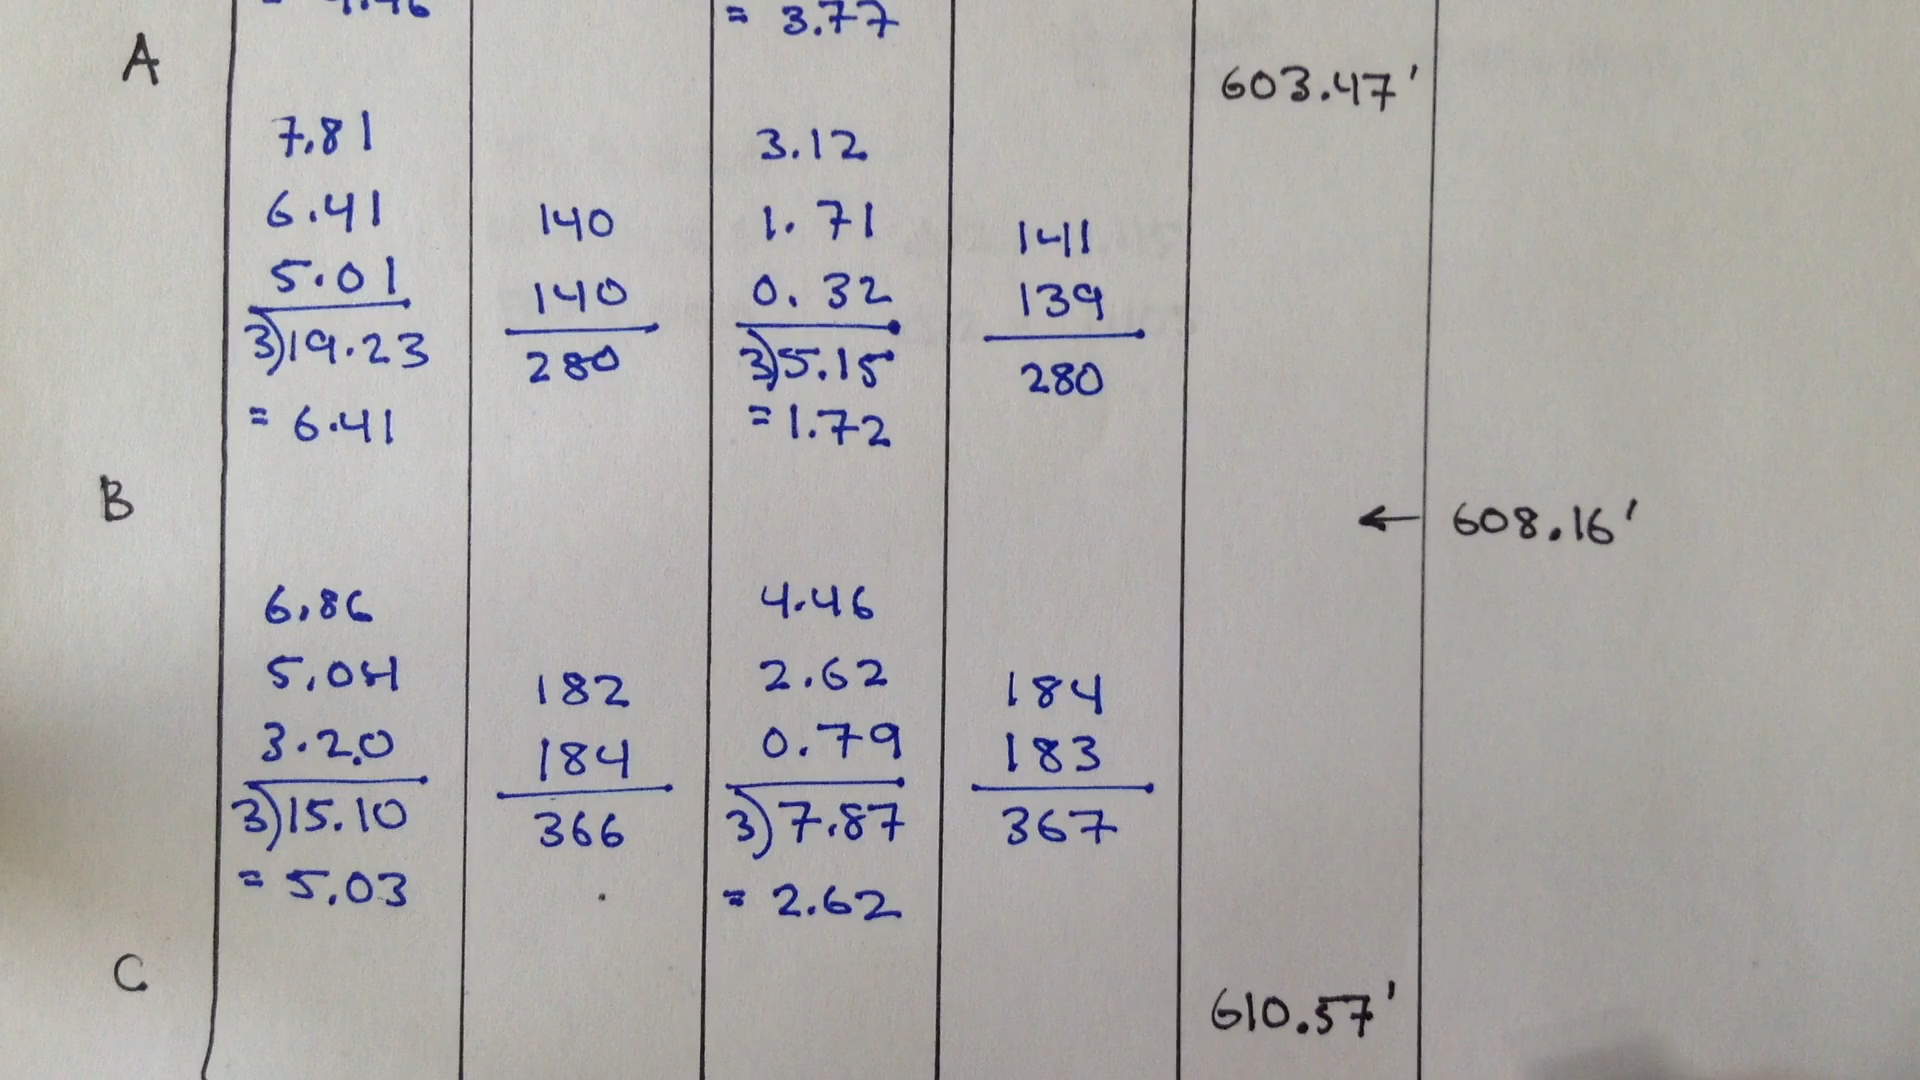 = 3.77
A
603.47'
7.81 3.12
6.41 140 1.71 141
5.01 140 0.32 139
3)19.23 280 3)5.15 280
= 6.41 = 1.72
B ← 608.16'
6.86 4.46
5.04 182 2.62 184
3.20 184 0.79 183
3)15.10 366 3)7.87 367
= 5.03 = 2.62
C
610.57'